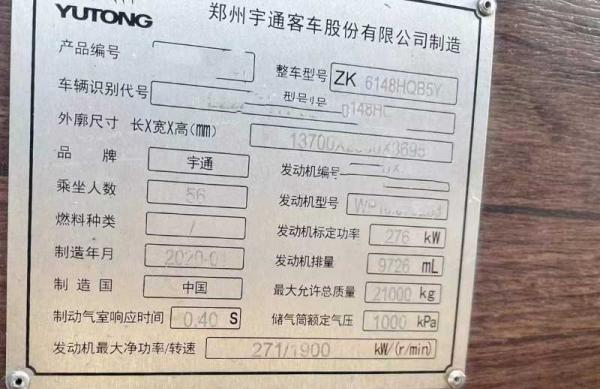 YUTONG 郑州宇通客车股份有限公司制造
产品编号 整车型号 ZK 6148HQB5Y
车辆识别代号
外廓尺寸 长X宽X高(mm)
品 牌 宇通 发动机编号
乘坐人数 56 发动机型号
燃料种类 / 发动机标定功率 276 kW
制造年月 发动机排量 9726 mL
制造国 中国 最大允许总质量 21000 kg
制动气室响应时间 0.40 S 储气筒额定气压 1000 kPa
发动机最大净功率/转速 271/1900 kW/(r/min)